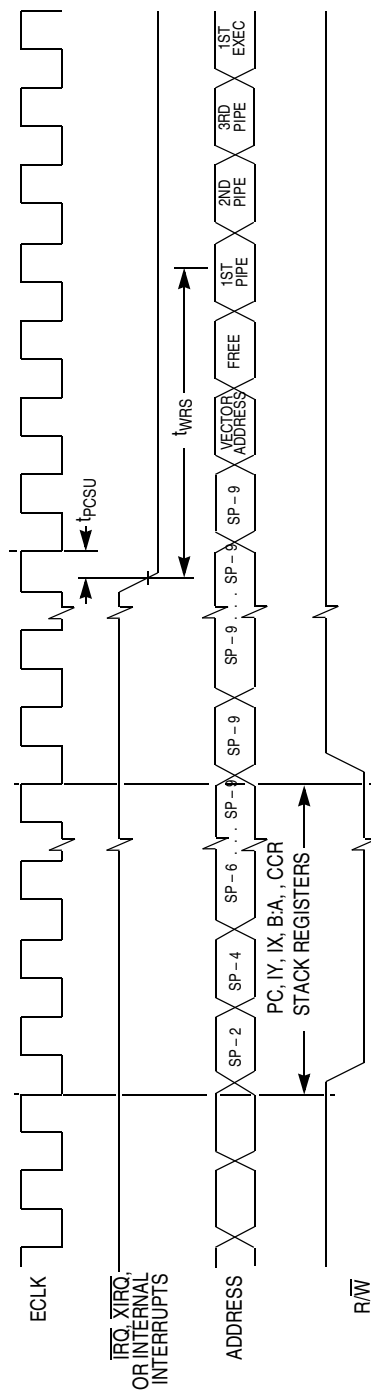 ECLK
tPCSU
IRQ, XIRQ,
OR INTERNAL
INTERRUPTS
tWRS
ADDRESS
SP – 2
SP – 4
SP – 6 . . . SP – 9
SP – 9
SP – 9 . . . SP – 9
SP – 9
VECTOR
ADDRESS
FREE
1ST
PIPE
2ND
PIPE
3RD
PIPE
1ST
EXEC
PC, IY, IX, B:A, , CCR
STACK REGISTERS
R/W